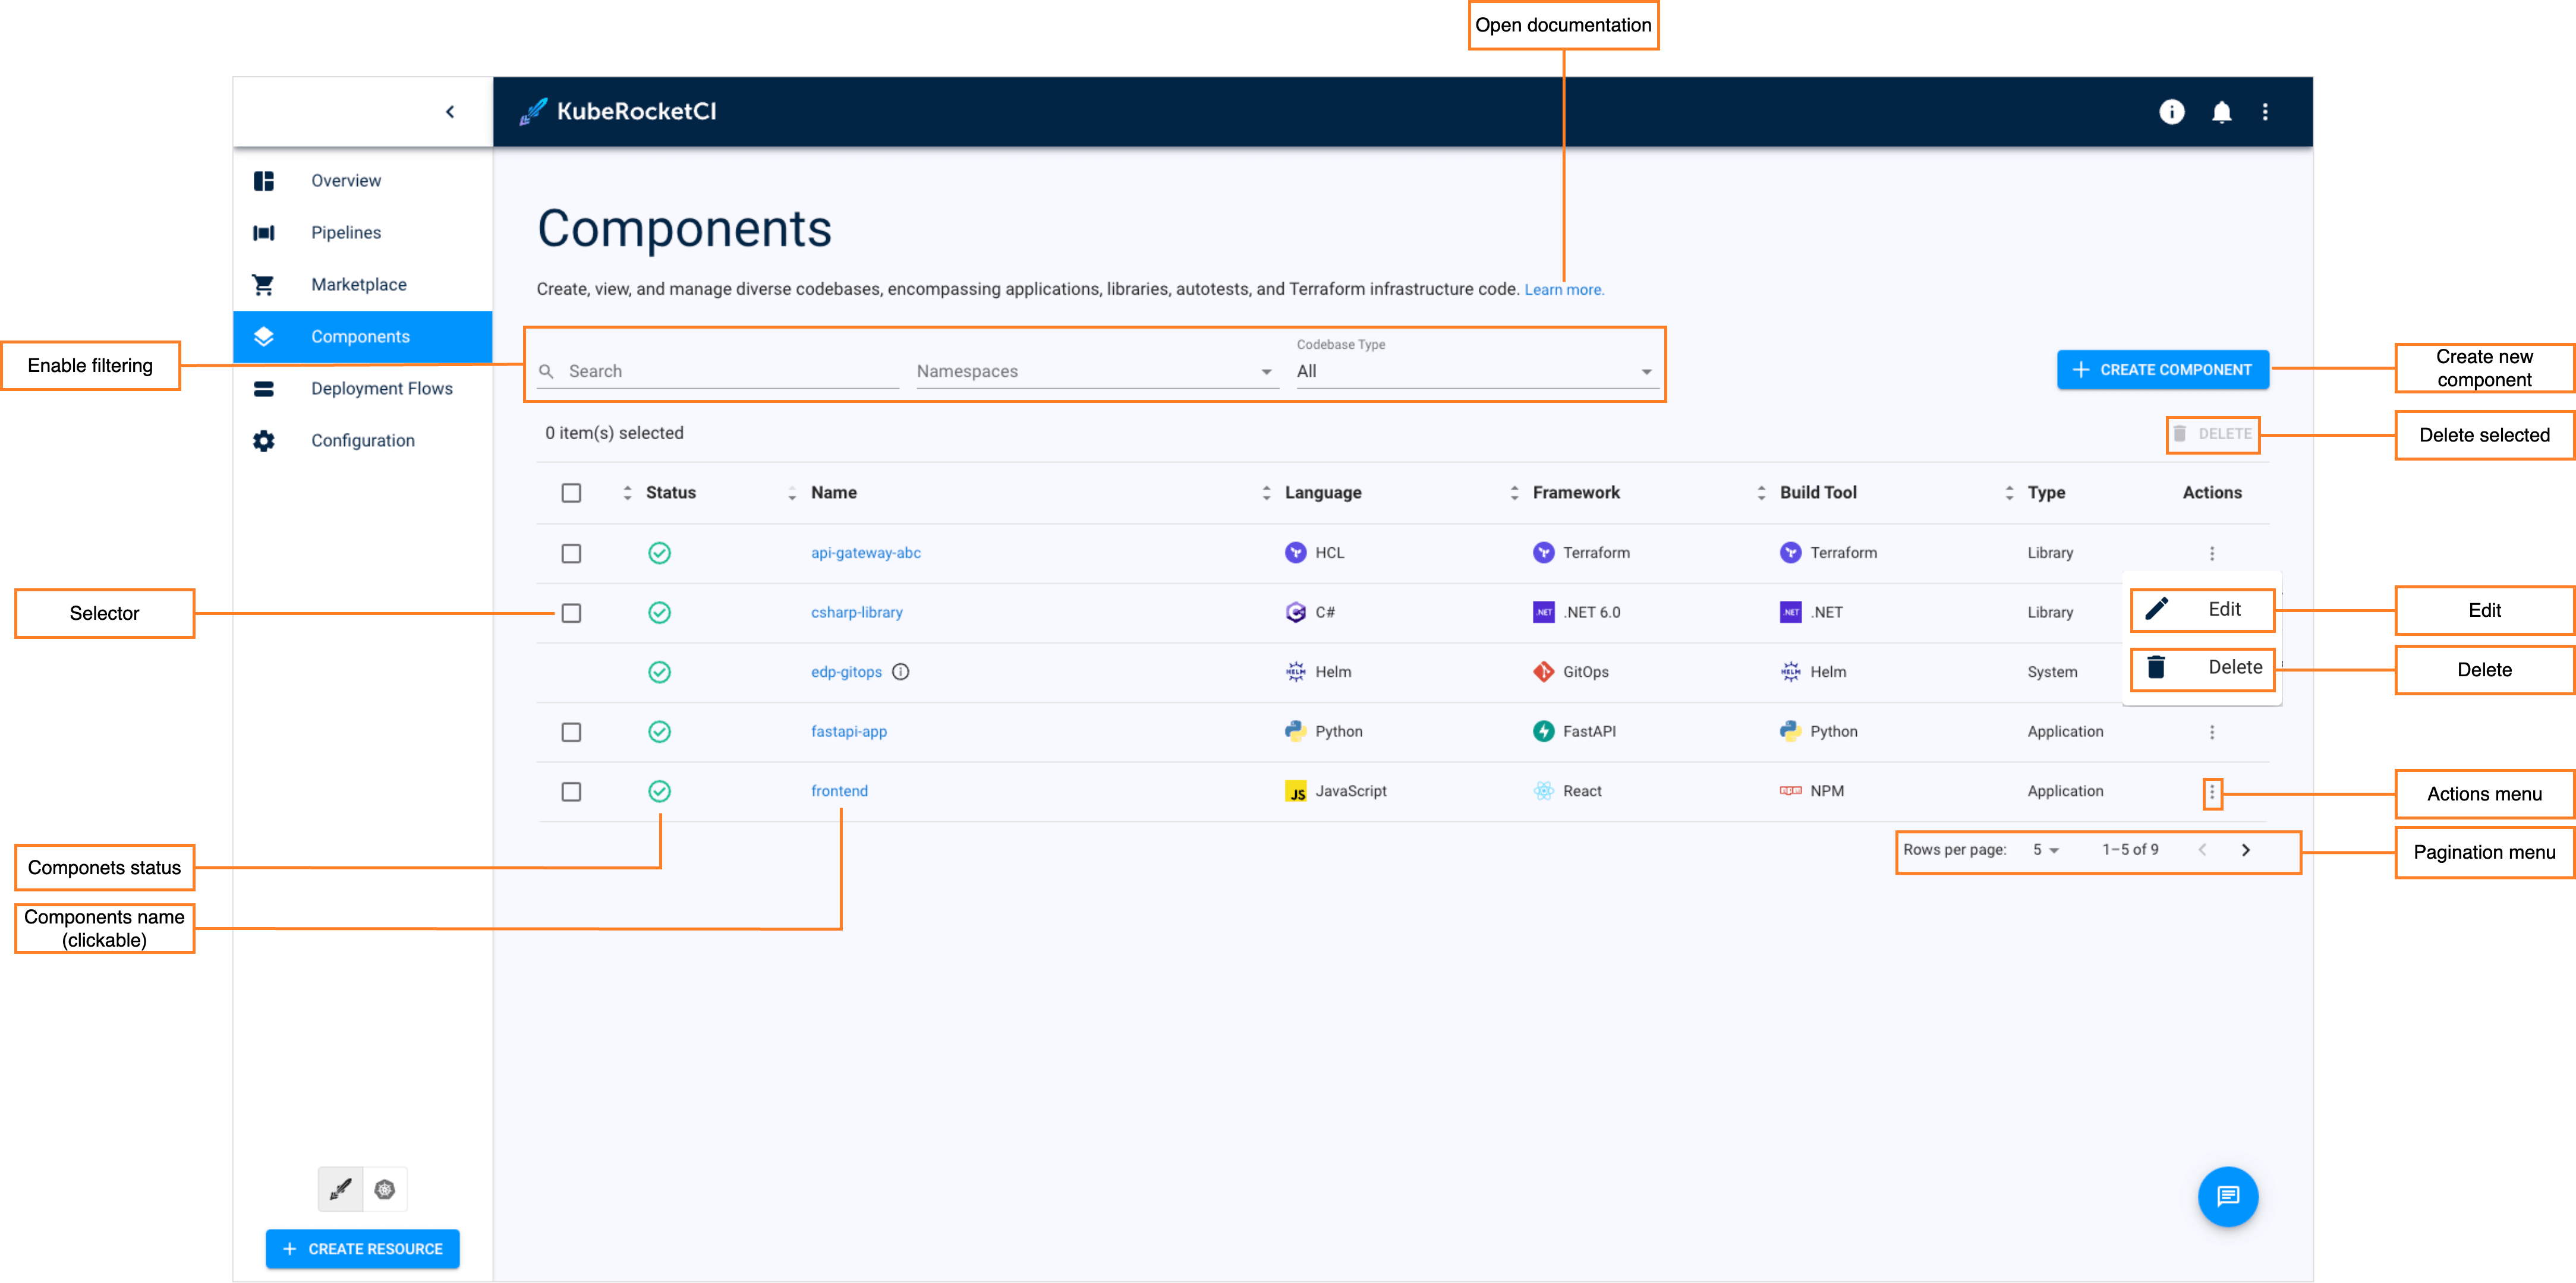 Open documentation
KubeRocketCI
Overview
Pipelines
Marketplace
Components
Deployment Flows
Configuration
Components
Create, view, and manage diverse codebases, encompassing applications, libraries, autotests, and Terraform infrastructure code. Learn more.
Enable filtering
Search
Namespaces
Codebase Type
All
CREATE COMPONENT
Create new
component
0 item(s) selected
DELETE
Delete selected
Status Name Language Framework Build Tool Type Actions
api-gateway-abc HCL Terraform Terraform Library
Selector
csharp-library C# .NET .NET 6.0 .NET .NET Library
Edit
Edit
edp-gitops HELM Helm GitOps HELM Helm System
Delete
Delete
fastapi-app Python FastAPI Python Application
frontend JS JavaScript React NPM Application
Actions menu
Rows per page: 5 1–5 of 9
Pagination menu
Componets status
Components name
(clickable)
CREATE RESOURCE